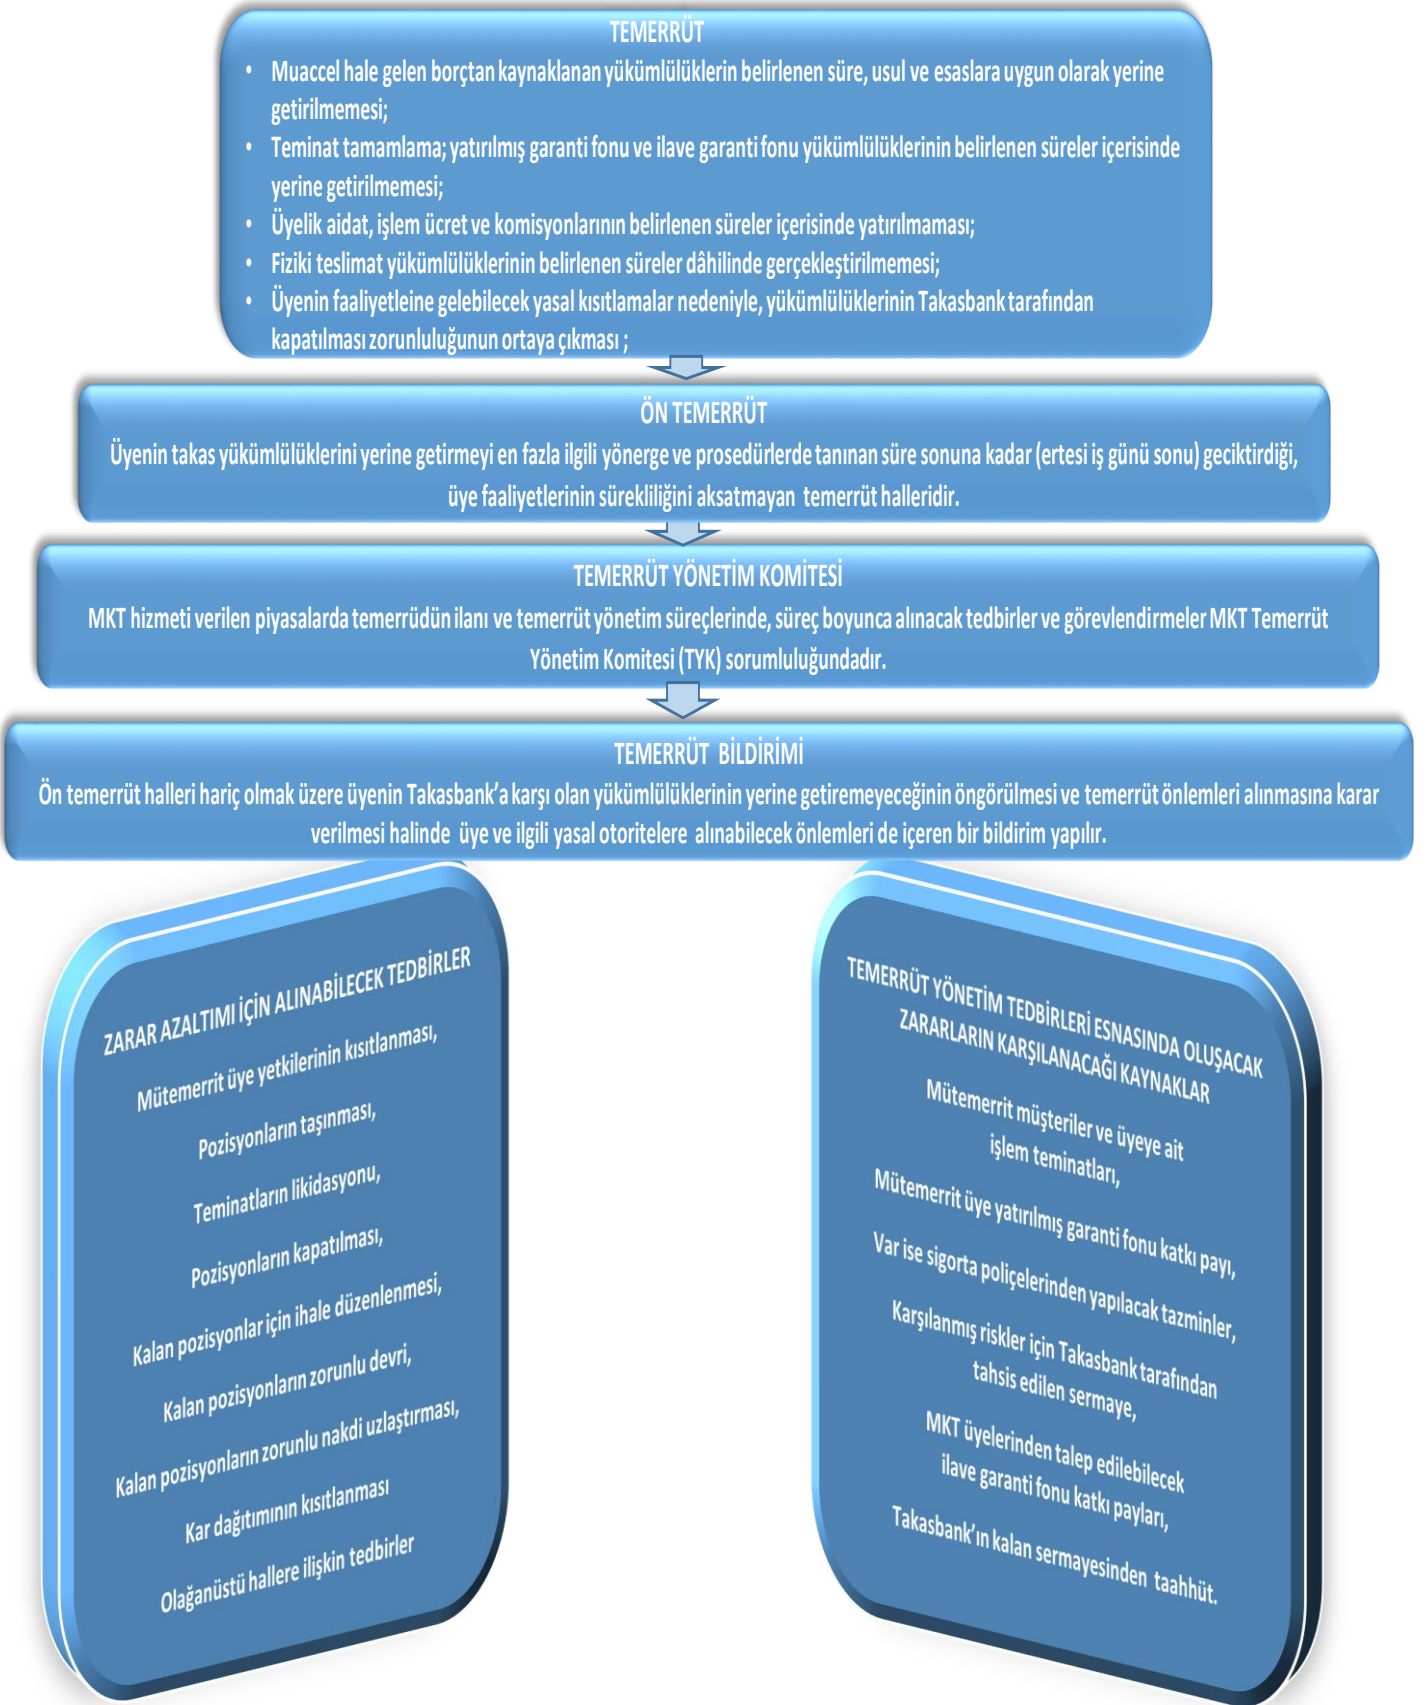 TEMERRÜT
• Muaccel hale gelen borçtan kaynaklanan yükümlülüklerin belirlenen süre, usul ve esaslara uygun olarak yerine
getirilmemesi;
• Teminat tamamlama; yatırılmış garanti fonu ve ilave garanti fonu yükümlülüklerinin belirlenen süreler içerisinde
yerine getirilmemesi;
• Üyelik aidat, işlem ücret ve komisyonlarının belirlenen süreler içerisinde yatırılmaması;
• Fiziki teslimat yükümlülüklerinin belirlenen süreler dâhilinde gerçekleştirilmemesi;
• Üyenin faaliyetleine gelebilecek yasal kısıtlamalar nedeniyle, yükümlülüklerinin Takasbank tarafından
kapatılması zorunluluğunun ortaya çıkması ;
ÖN TEMERRÜT
Üyenin takas yükümlülüklerini yerine getirmeyi en fazla ilgili yönerge ve prosedürlerde tanınan süre sonuna kadar (ertesi iş günü sonu) geciktirdiği,
üye faaliyetlerinin sürekliliğini aksatmayan temerrüt halleridir.
TEMERRÜT YÖNETİM KOMİTESİ
MKT hizmeti verilen piyasalarda temerrüdün ilanı ve temerrüt yönetim süreçlerinde, süreç boyunca alınacak tedbirler ve görevlendirmeler MKT Temerrüt
Yönetim Komitesi (TYK) sorumluluğundadır.
TEMERRÜT BİLDİRİMİ
Ön temerrüt halleri hariç olmak üzere üyenin Takasbank’a karşı olan yükümlülüklerinin yerine getiremeyeceğinin öngörülmesi ve temerrüt önlemleri alınmasına karar
verilmesi halinde üye ve ilgili yasal otoritelere alınabilecek önlemleri de içeren bir bildirim yapılır.
ZARAR AZALTIMI İÇİN ALINABİLECEK TEDBİRLER
Mütemerrit üye yetkilerinin kısıtlanması,
Pozisyonların taşınması,
Teminatların likidasyonu,
Pozisyonların kapatılması,
Kalan pozisyonlar için ihale düzenlenmesi,
Kalan pozisyonların zorunlu devri,
Kalan pozisyonların zorunlu nakdi uzlaştırması,
Kar dağıtımının kısıtlanması
Olağanüstü hallere ilişkin tedbirler
TEMERRÜT YÖNETİM TEDBİRLERİ ESNASINDA OLUŞACAK
ZARARLARIN KARŞILANACAĞI KAYNAKLAR
Mütemerrit müşteriler ve üyeye ait
işlem teminatları,
Mütemerrit üye yatırılmış garanti fonu katkı payı,
Var ise sigorta poliçelerinden yapılacak tazminler,
Karşılanmış riskler için Takasbank tarafından
tahsis edilen sermaye,
MKT üyelerinden talep edilebilecek
ilave garanti fonu katkı payları,
Takasbank’ın kalan sermayesinden taahhüt.